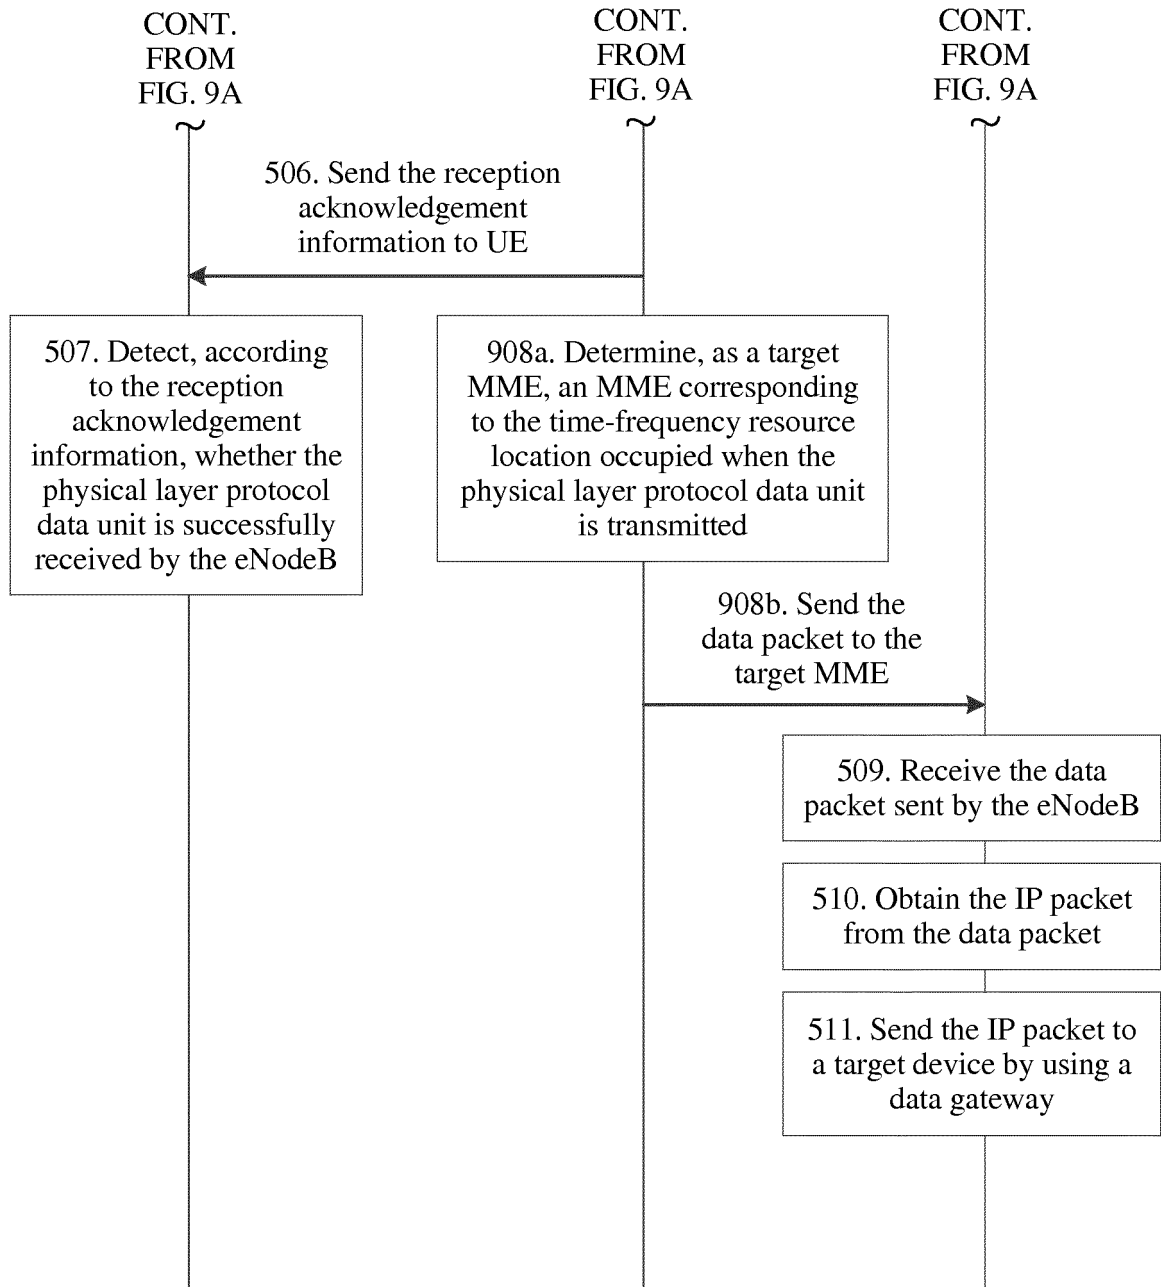 CONT.
FROM
FIG. 9A
CONT.
FROM
FIG. 9A
CONT.
FROM
FIG. 9A
506. Send the reception
acknowledgement
information to UE
507. Detect, according
to the reception
acknowledgement
information, whether the
physical layer protocol
data unit is successfully
received by the eNodeB
908a. Determine, as a target
MME, an MME corresponding
to the time-frequency resource
location occupied when the
physical layer protocol data unit
is transmitted
908b. Send the
data packet to the
target MME
509. Receive the data
packet sent by the eNodeB
510. Obtain the IP packet
from the data packet
511. Send the IP packet to
a target device by using a
data gateway